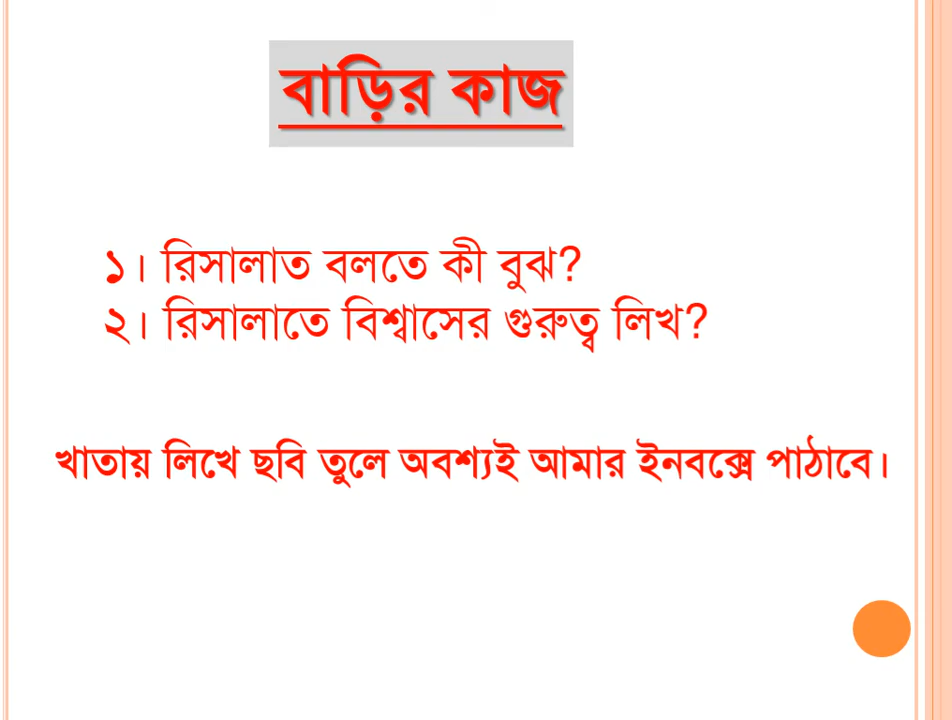 বাড়ির কাজ
১। রিসালাত বলতে কী বুঝ?
২। রিসালাতে বিশ্বাসের গুরুত্ব লিখ?
খাতায় লিখে ছবি তুলে অবশ্যই আমার ইনবক্সে পাঠাবে।